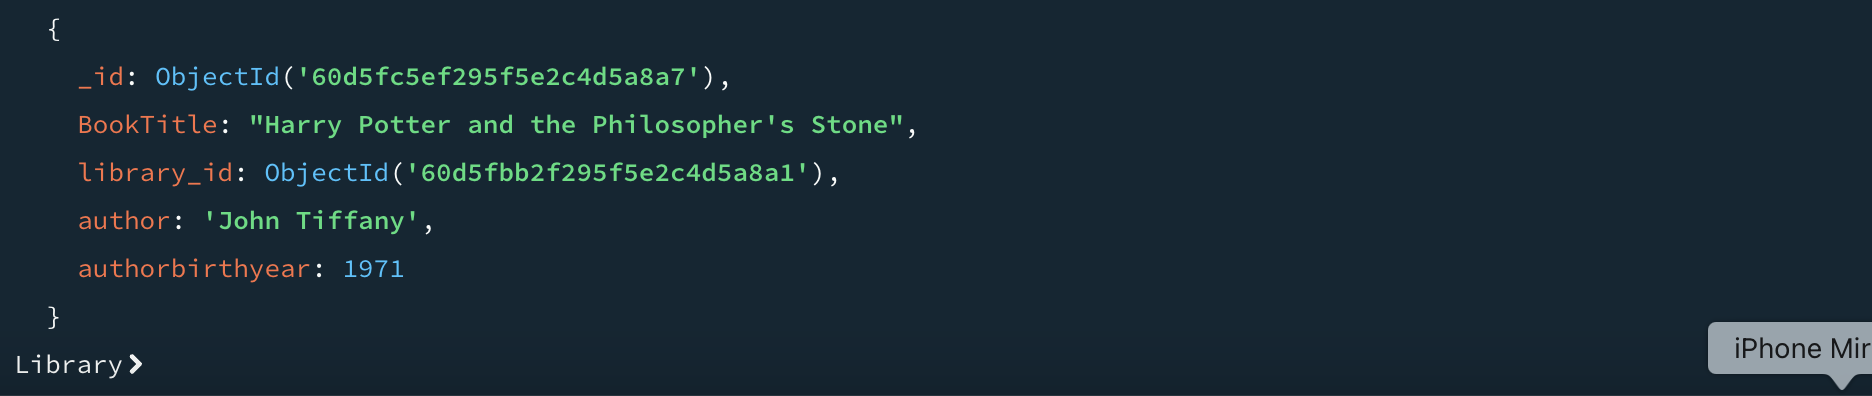 {
_id: ObjectId('60d5fc5ef295f5e2c4d5a8a7'),
BookTitle: "Harry Potter and the Philosopher's Stone",
library_id: ObjectId('60d5fbb2f295f5e2c4d5a8a1'),
author: 'John Tiffany',
authorbirthyear: 1971
}
Library>
iPhone Mir